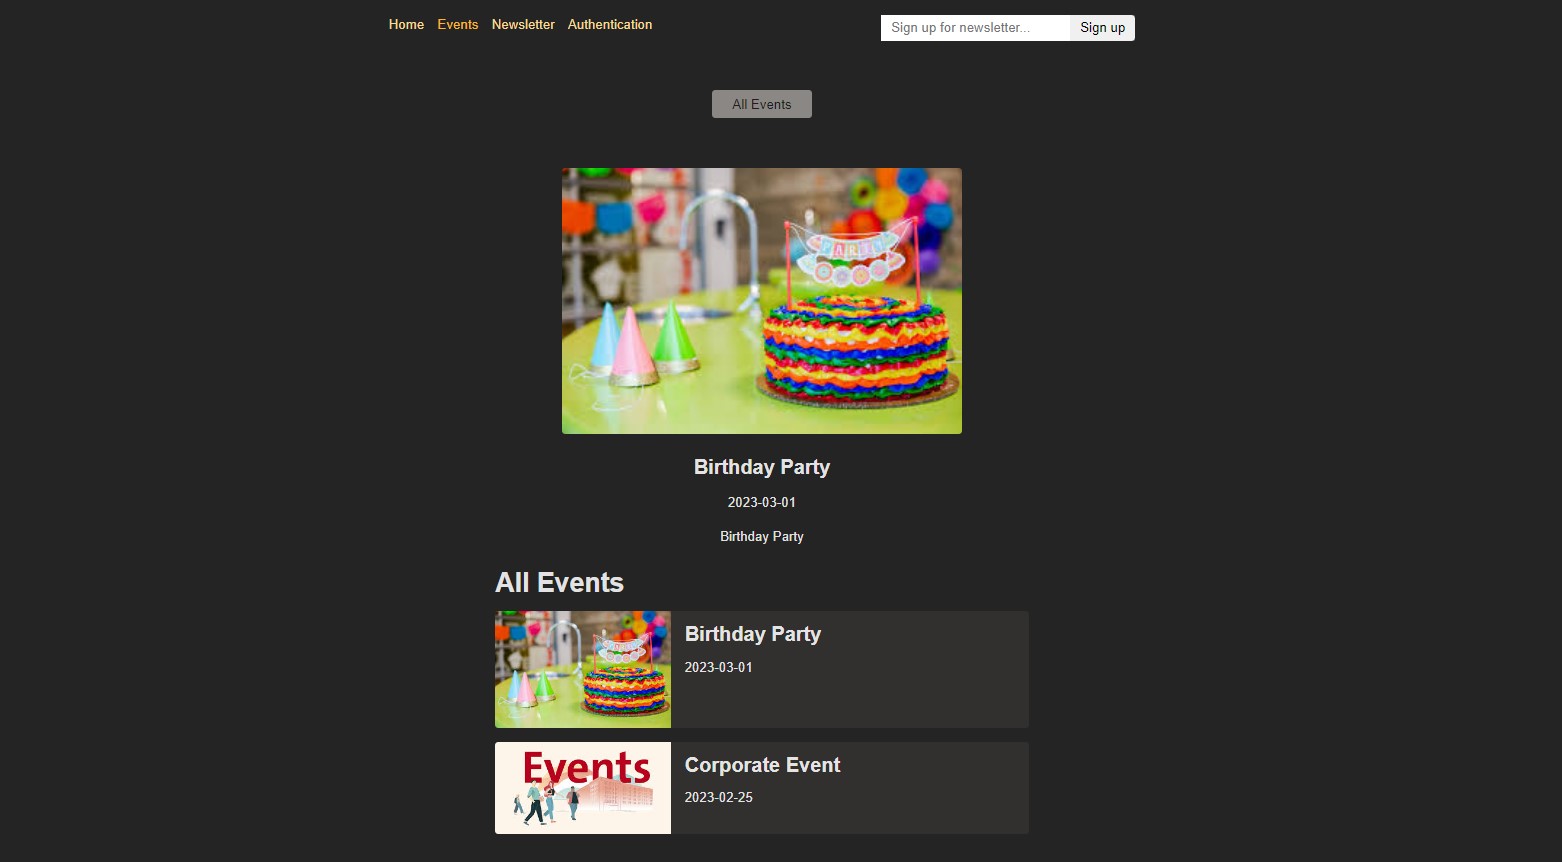 Home Events Newsletter Authentication
Sign up for newsletter... Sign up
All Events
PARTY
Birthday Party
2023-03-01
Birthday Party
All Events
Birthday Party
2023-03-01
Events
Corporate Event
2023-02-25